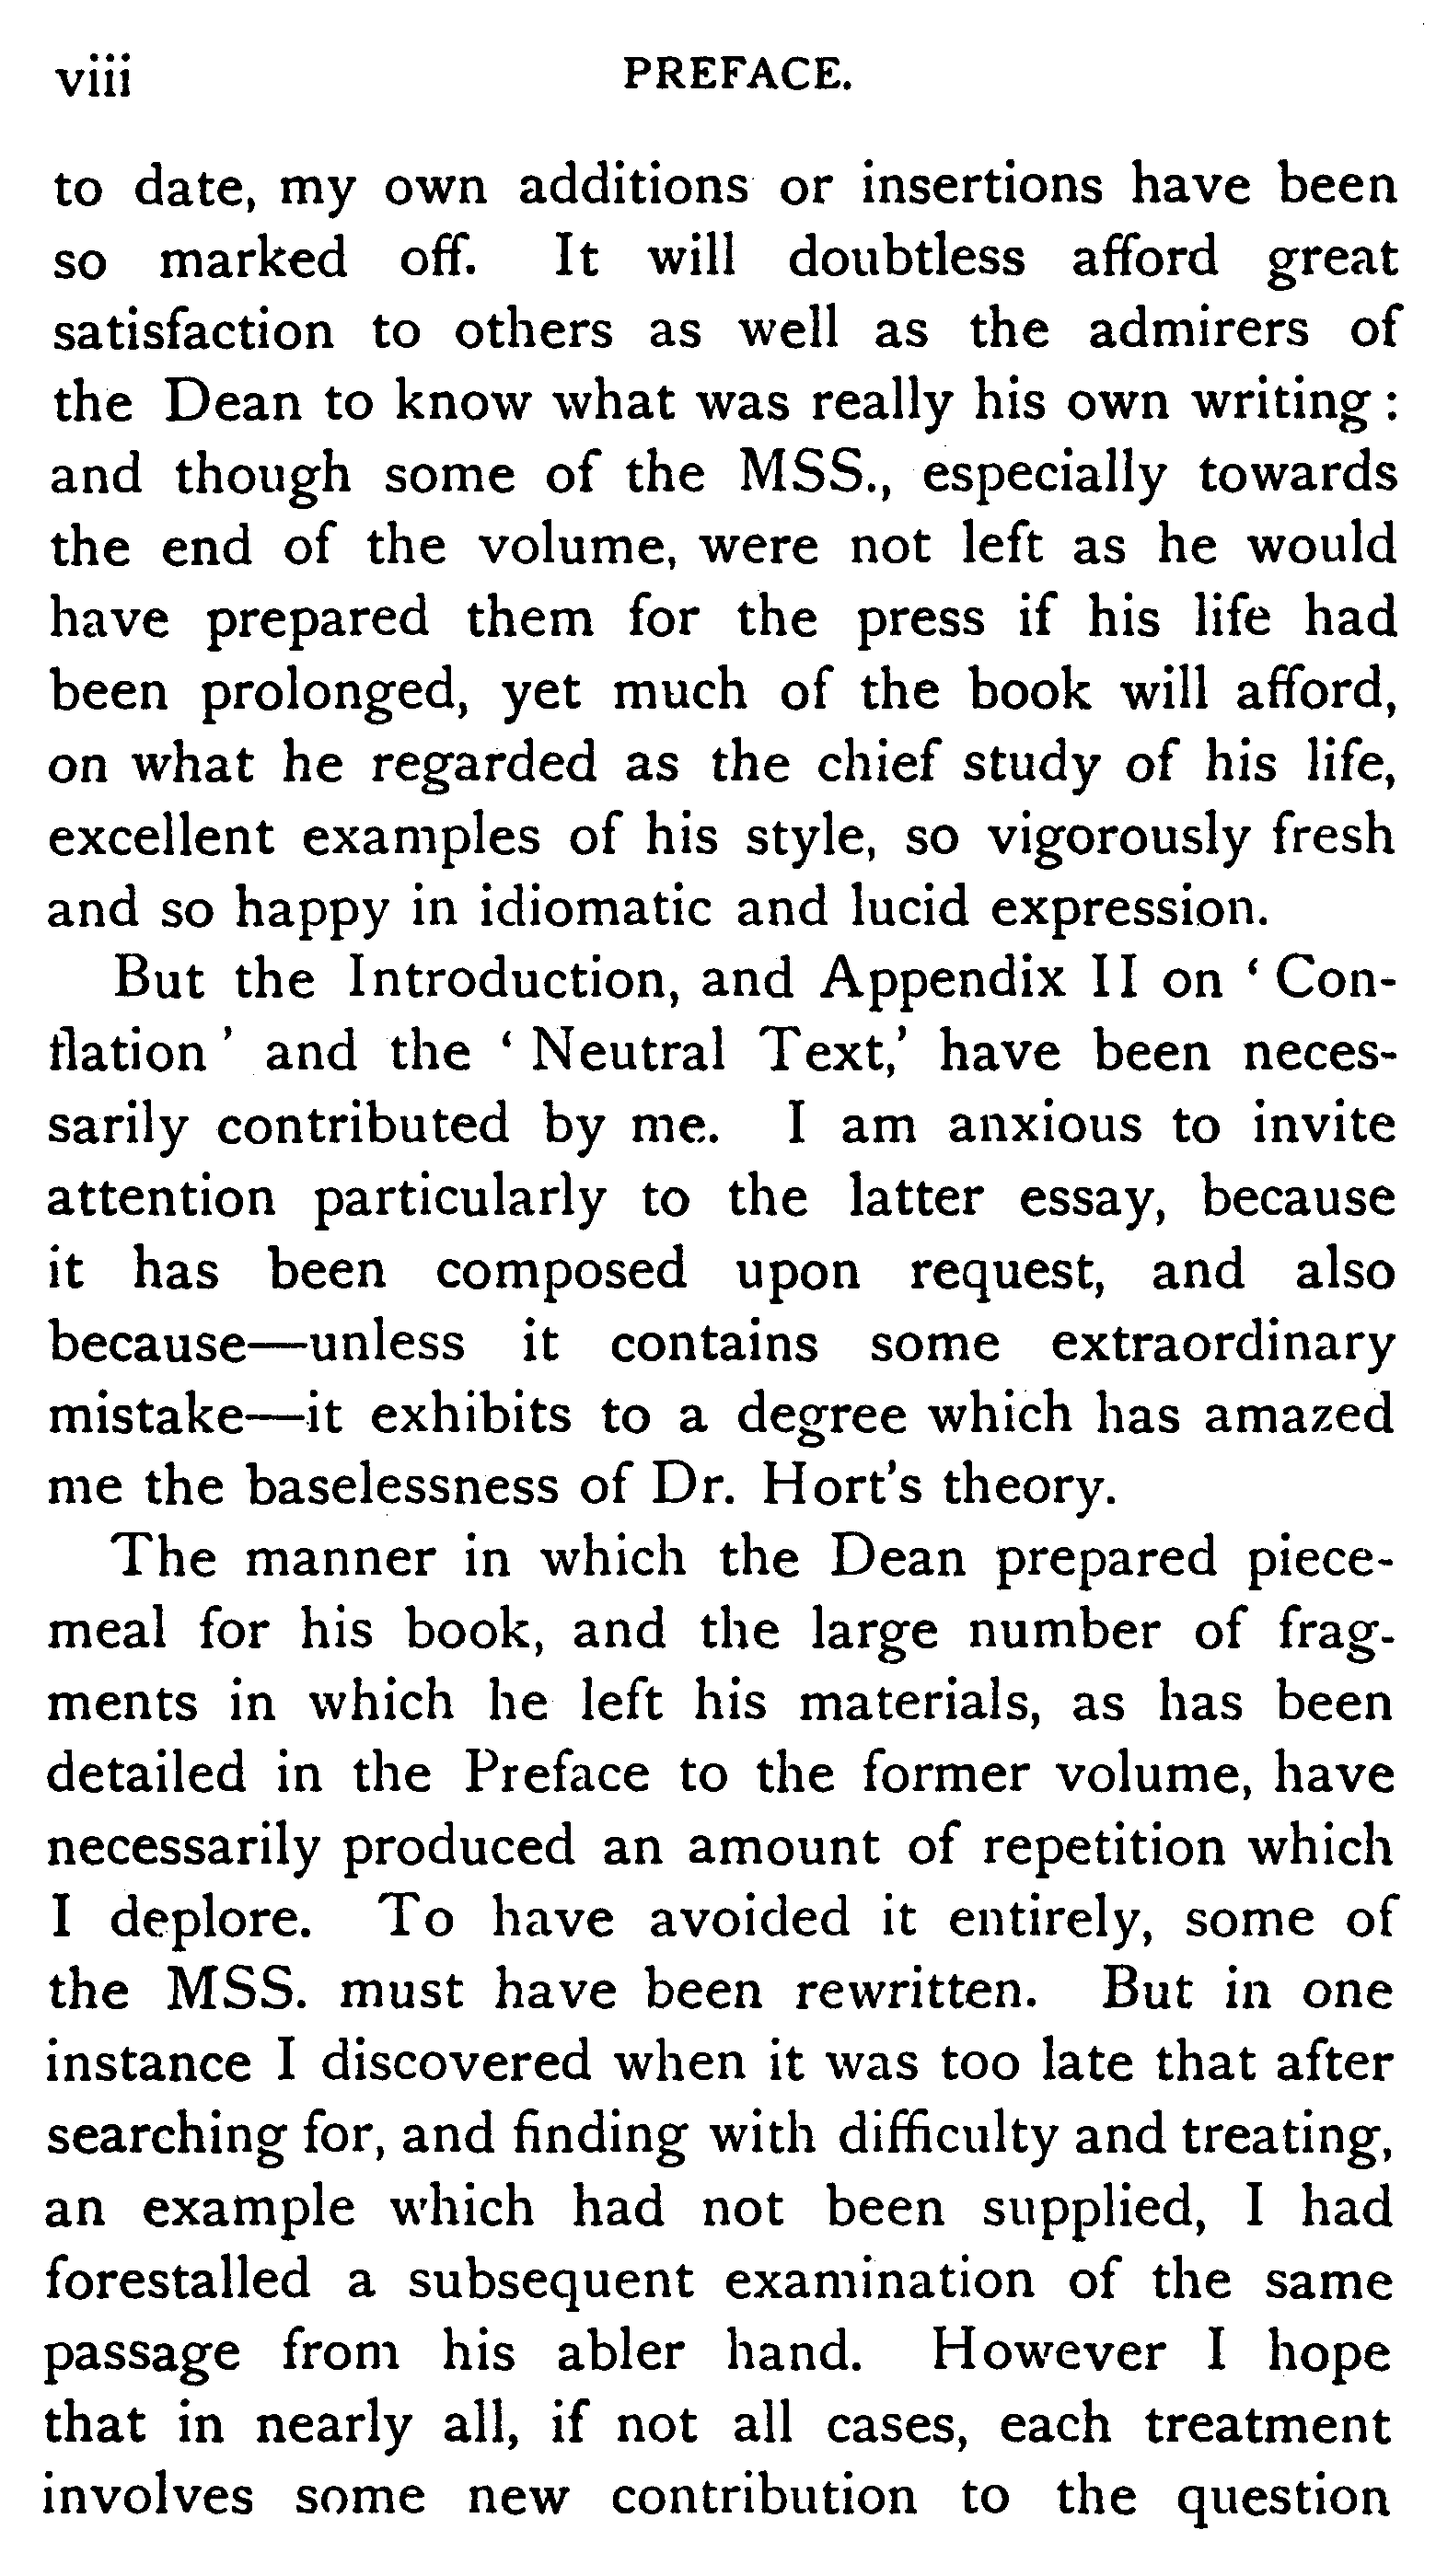 viii PREFACE.
to date, my own additions or insertions have been
so marked off. It will doubtless afford great
satisfaction to others as well as the admirers of
the Dean to know what was really his own writing :
and though some of the MSS., especially towards
the end of the volume, were not left as he would
have prepared them for the press if his life had
been prolonged, yet much of the book will afford,
on what he regarded as the chief study of his life,
excellent examples of his style, so vigorously fresh
and so happy in idiomatic and lucid expression.
But the Introduction, and Appendix II on ‘ Con-
flation ’ and the ‘ Neutral Text,’ have been neces-
sarily contributed by me. I am anxious to invite
attention particularly to the latter essay, because
it has been composed upon request, and also
because—unless it contains some extraordinary
mistake—it exhibits to a degree which has amazed
me the baselessness of Dr. Hort's theory.
The manner in which the Dean prepared piece-
meal for his book, and the large number of frag-
ments in which he left his materials, as has been
detailed in the Preface to the former volume, have
necessarily produced an amount of repetition which
I deplore. To have avoided it entirely, some of
the MSS. must have been rewritten. But in one
instance I discovered when it was too late that after
searching for, and finding with difficulty and treating,
an example which had not been supplied, I had
forestalled a subsequent examination of the same
passage from his abler hand. However I hope
that in nearly all, if not all cases, each treatment
involves some new contribution to the question